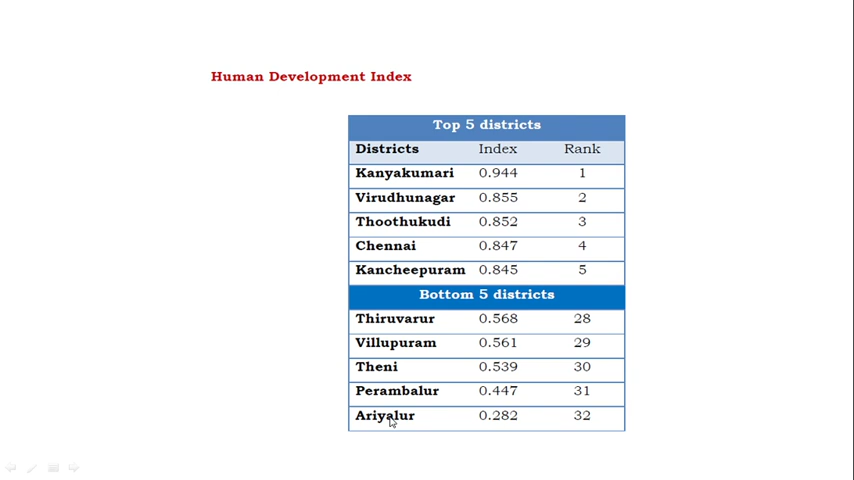 Human Development Index
Top 5 districts
Districts Index Rank
Kanyakumari 0.944 1
Virudhunagar 0.855 2
Thoothukudi 0.852 3
Chennai 0.847 4
Kancheepuram 0.845 5
Bottom 5 districts
Thiruvarur 0.568 28
Villupuram 0.561 29
Theni 0.539 30
Perambalur 0.447 31
Ariyalur 0.282 32